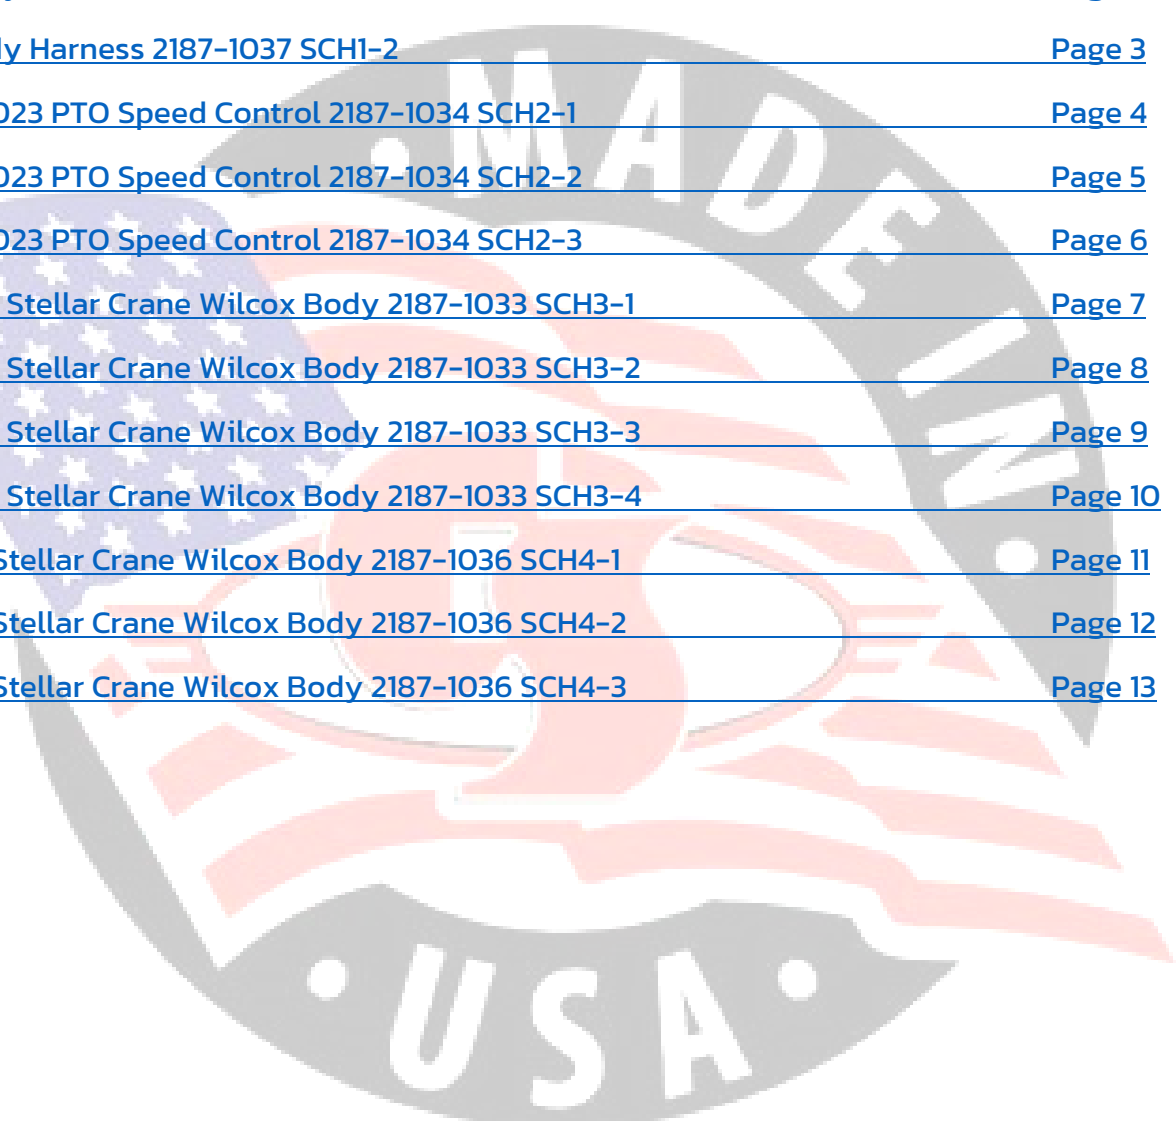 dy Harness 2187-1037 SCH1-2 Page 3
023 PTO Speed Control 2187-1034 SCH2-1 Page 4
023 PTO Speed Control 2187-1034 SCH2-2 Page 5
023 PTO Speed Control 2187-1034 SCH2-3 Page 6
Stellar Crane Wilcox Body 2187-1033 SCH3-1 Page 7
Stellar Crane Wilcox Body 2187-1033 SCH3-2 Page 8
Stellar Crane Wilcox Body 2187-1033 SCH3-3 Page 9
Stellar Crane Wilcox Body 2187-1033 SCH3-4 Page 10
Stellar Crane Wilcox Body 2187-1036 SCH4-1 Page 11
Stellar Crane Wilcox Body 2187-1036 SCH4-2 Page 12
Stellar Crane Wilcox Body 2187-1036 SCH4-3 Page 13
• MADE IN •
• USA •